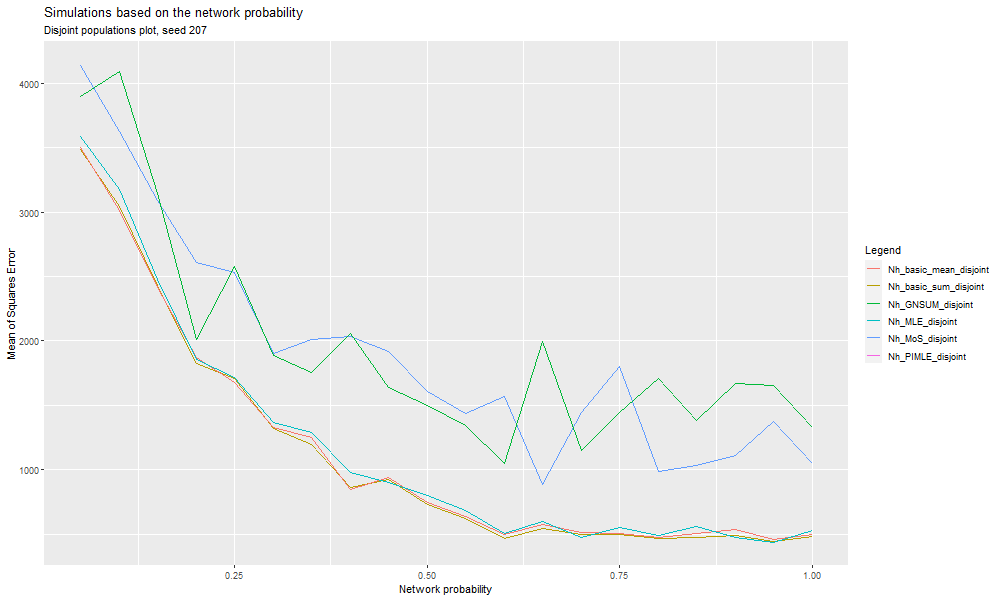 Simulations based on the network probability
Disjoint populations plot, seed 207
Mean of Squares Error
4000
3000
2000
1000
0.25
0.50
0.75
1.00
Network probability
Legend
Nh_basic_mean_disjoint
Nh_basic_sum_disjoint
Nh_GNSUM_disjoint
Nh_MLE_disjoint
Nh_MoS_disjoint
Nh_PIMLE_disjoint